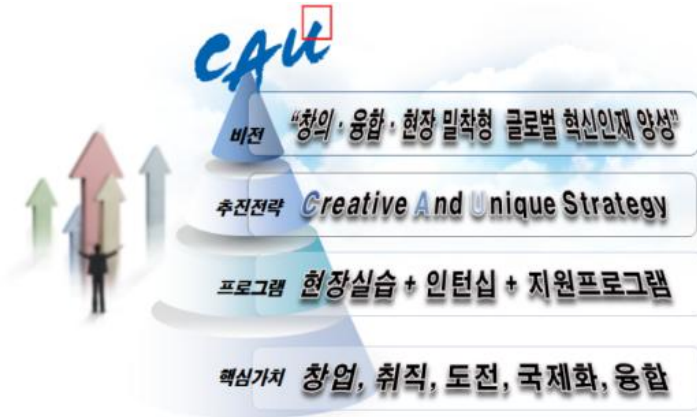 CAU
비전 "창의·융합·현장 밀착형 글로벌 혁신인재 양성"
추진전략 Creative And Unique Strategy
프로그램 현장실습 + 인턴십 + 지원프로그램
핵심가치 창업, 취직, 도전, 국제화, 융합